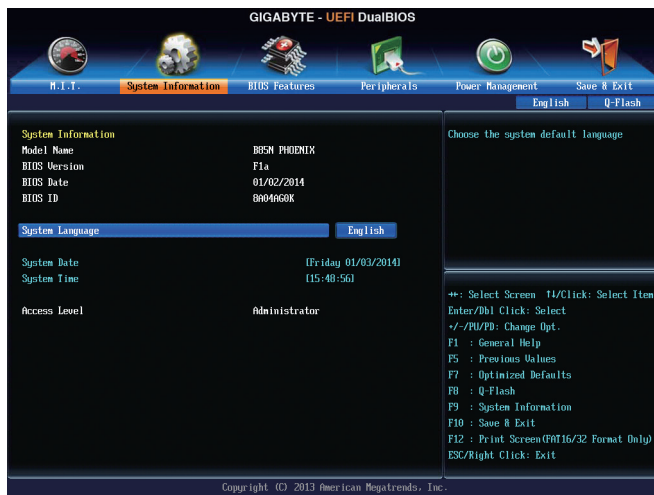 GIGABYTE - UEFI DualBIOS
M.I.T. System Information BIOS Features Peripherals Power Management Save & Exit
English Q-Flash
System Information
Model Name B85N PHOENIX
BIOS Version F1a
BIOS Date 01/02/2014
BIOS ID 8A04AG0K
System Language English
System Date [Friday 01/03/2014]
System Time [15:48:56]
Access Level Administrator
Choose the system default language
→←: Select Screen ↑↓/Click: Select Item
Enter/Dbl Click: Select
+/-/PU/PD: Change Opt.
F1 : General Help
F5 : Previous Values
F7 : Optimized Defaults
F8 : Q-Flash
F9 : System Information
F10 : Save & Exit
F12 : Print Screen(FAT16/32 Format Only)
ESC/Right Click: Exit
Copyright (C) 2013 American Megatrends, Inc.